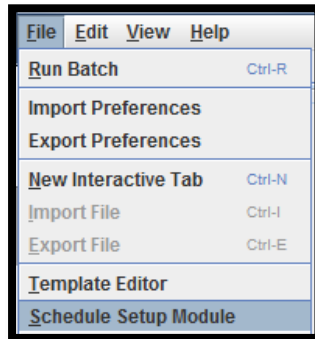 File Edit View Help
Run Batch Ctrl-R
Import Preferences
Export Preferences
New Interactive Tab Ctrl-N
Import File Ctrl-I
Export File Ctrl-E
Template Editor
Schedule Setup Module